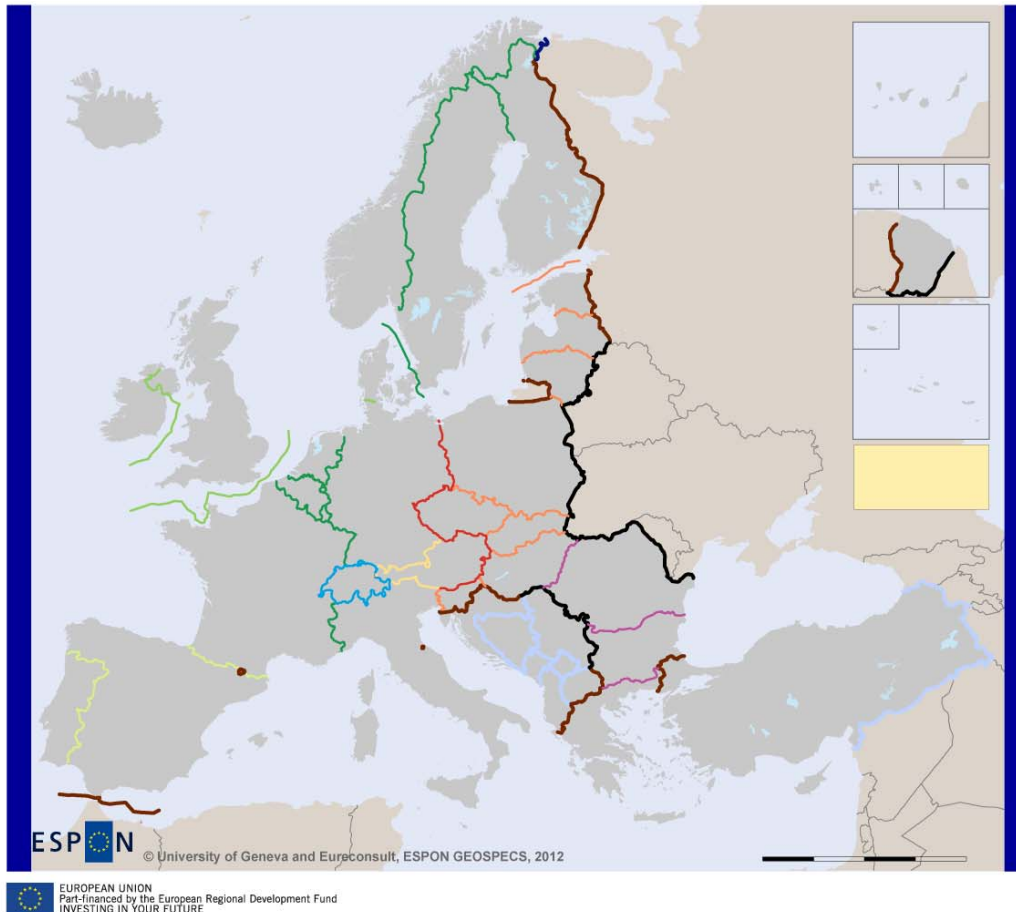 ESPON
© University of Geneva and Eureconsult, ESPON GEOSPECS, 2012
EUROPEAN UNION
Part-financed by the European Regional Development Fund
INVESTING IN YOUR FUTURE